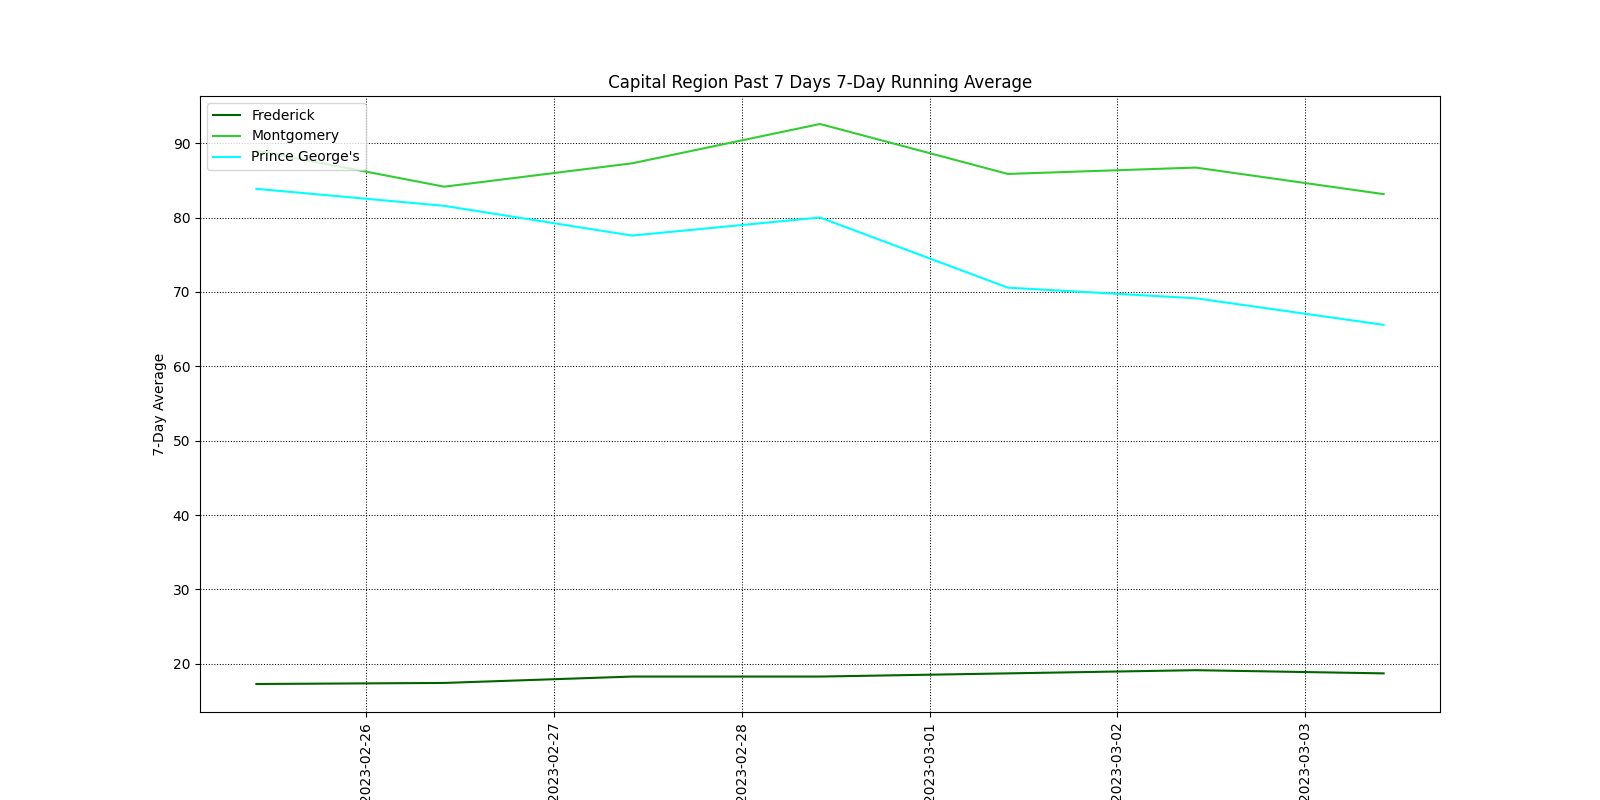 Capital Region Past 7 Days 7-Day Running Average
Frederick
Montgomery
Prince George's
90
80
70
60
50
40
30
20
7-Day Average
2023-02-26
2023-02-27
2023-02-28
2023-03-01
2023-03-02
2023-03-03